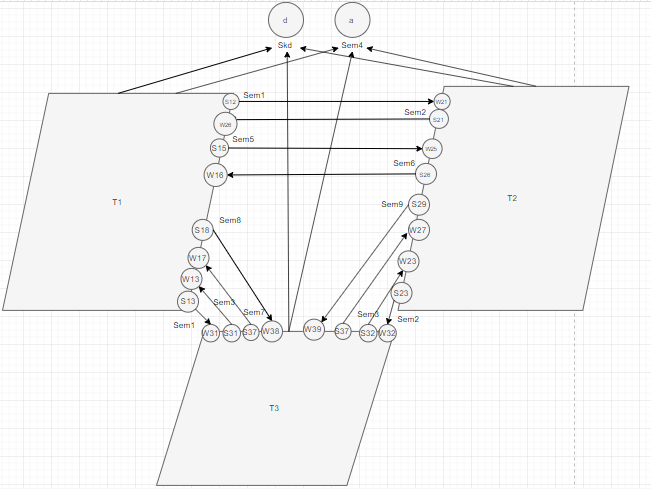 d
a
Skd
Sem4
S12
Sem1
W21
W26
Sem2
S21
S15
Sem5
W25
W16
Sem6
S26
T1
T2
S18
Sem8
Sem9
S29
W27
W17
W23
W13
S13
Sem3
Sem7
Sem3
S23
Sem1
Sem2
W31
S31
S37
W38
W39
S37
S32
W32
T3